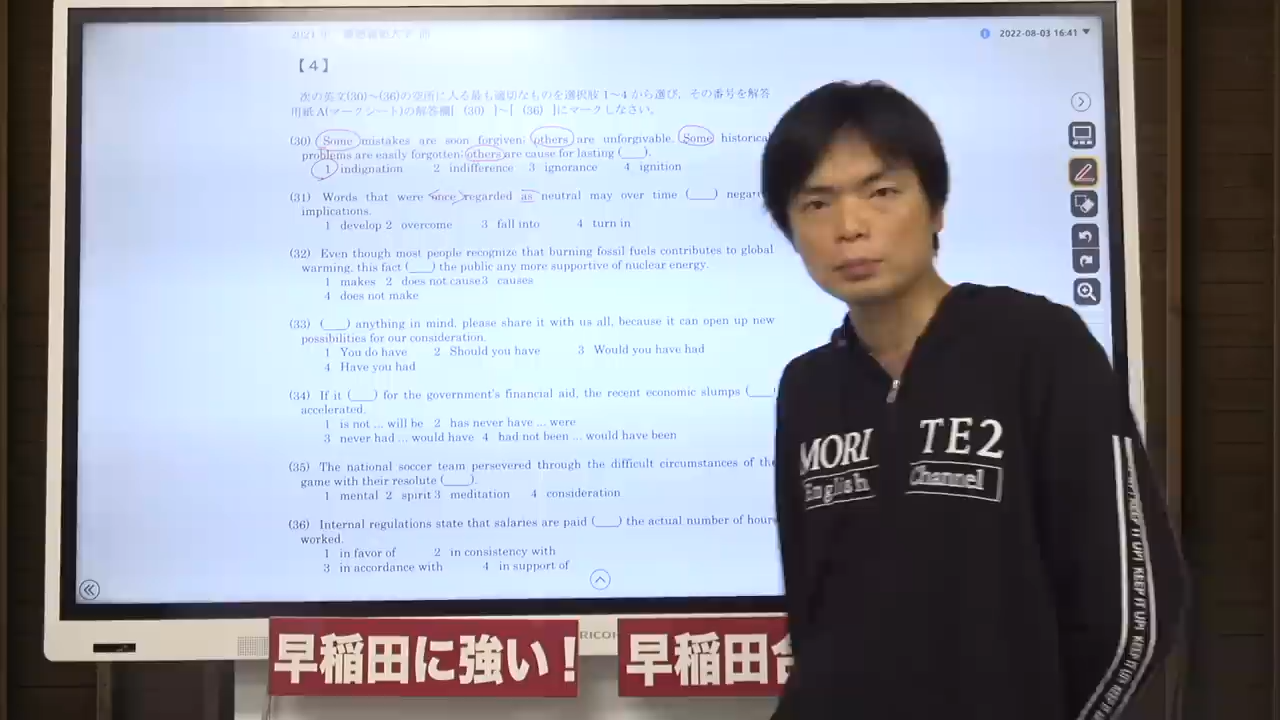 2022-08-03 16:41
【4】
次の英文(30)～(36)の空所に入る最も適切なものを選択肢 1～4 から選び，その番号を解答
用紙 A(マークシート)の解答欄[ (30) ]～[ (36) ]にマークしなさい。
(30) Some mistakes are soon forgiven; others are unforgivable. Some historical
problems are easily forgotten; others are cause for lasting (___).
1 indignation 2 indifference 3 ignorance 4 ignition
(31) Words that were once regarded as neutral may over time (___)
implications.
1 develop 2 overcome 3 fall into 4 turn in
(32) Even though most people recognize that burning fossil fuels contributes to global
warming, this fact (___) the public any more supportive of nuclear energy.
1 makes 2 does not cause 3 causes
4 does not make
(33) (___) anything in mind, please share it with us all, because it can open up new
possibilities for our consideration.
1 You do have 2 Should you have 3 Would you have had
4 Have you had
(34) If it (___) for the government's financial aid, the recent economic slumps (___)
accelerated.
1 is not ... will be 2 has never have ... were
3 never had ... would have 4 had not been ... would have been
(35) The national soccer team persevered through the difficult circumstances of the
game with their resolute (___).
1 mental 2 spirit 3 meditation 4 consideration
(36) Internal regulations state that salaries are paid (___) the actual number of hours
worked.
1 in favor of 2 in consistency with
3 in accordance with 4 in support of
RICOH
早稲田に強い！
早稲田合
MORI TE2
English Channel
KEEP IT UP! KEEP IT UP! KEEP IT UP!